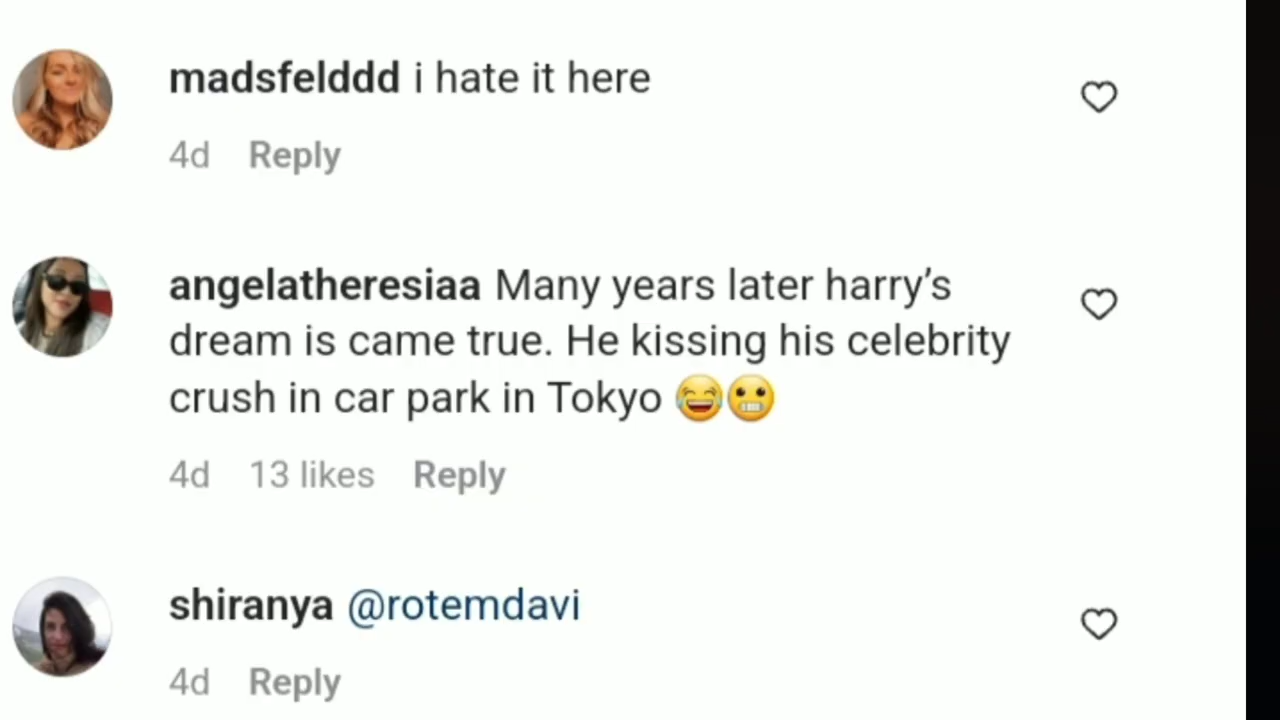 madsfelddd i hate it here
4d Reply
angelatheresiaa Many years later harry’s
dream is came true. He kissing his celebrity
crush in car park in Tokyo 😂😬
4d 13 likes Reply
shiranya @rotemdavi
4d Reply